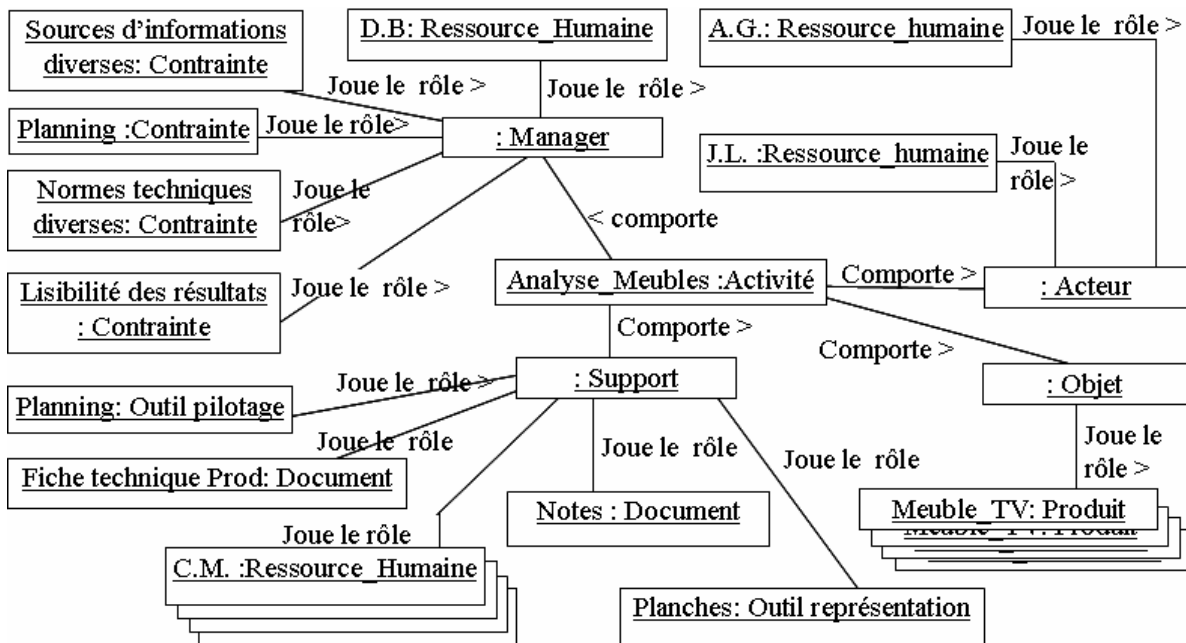 Sources d’informations
diverses: Contrainte
D.B: Ressource_Humaine
A.G.: Ressource_humaine
Joue le rôle >
Joue le rôle >
Joue le rôle >
Planning :Contrainte
Joue le rôle>
: Manager
J.L. :Ressource_humaine
Joue le
rôle >
Normes techniques
diverses: Contrainte
Joue le
rôle>
< comporte
Lisibilité des résultats
: Contrainte
Joue le rôle >
Analyse_Meubles :Activité
Comporte >
: Acteur
Comporte >
Comporte >
Planning: Outil pilotage
Joue le rôle >
: Support
: Objet
Fiche technique Prod: Document
Joue le rôle
Joue le rôle
Joue le rôle
Joue le
rôle >
Notes : Document
Meuble_TV: Produit
Meuble_TV: Produit
Joue le rôle
C.M. :Ressource_Humaine
Planches: Outil représentation